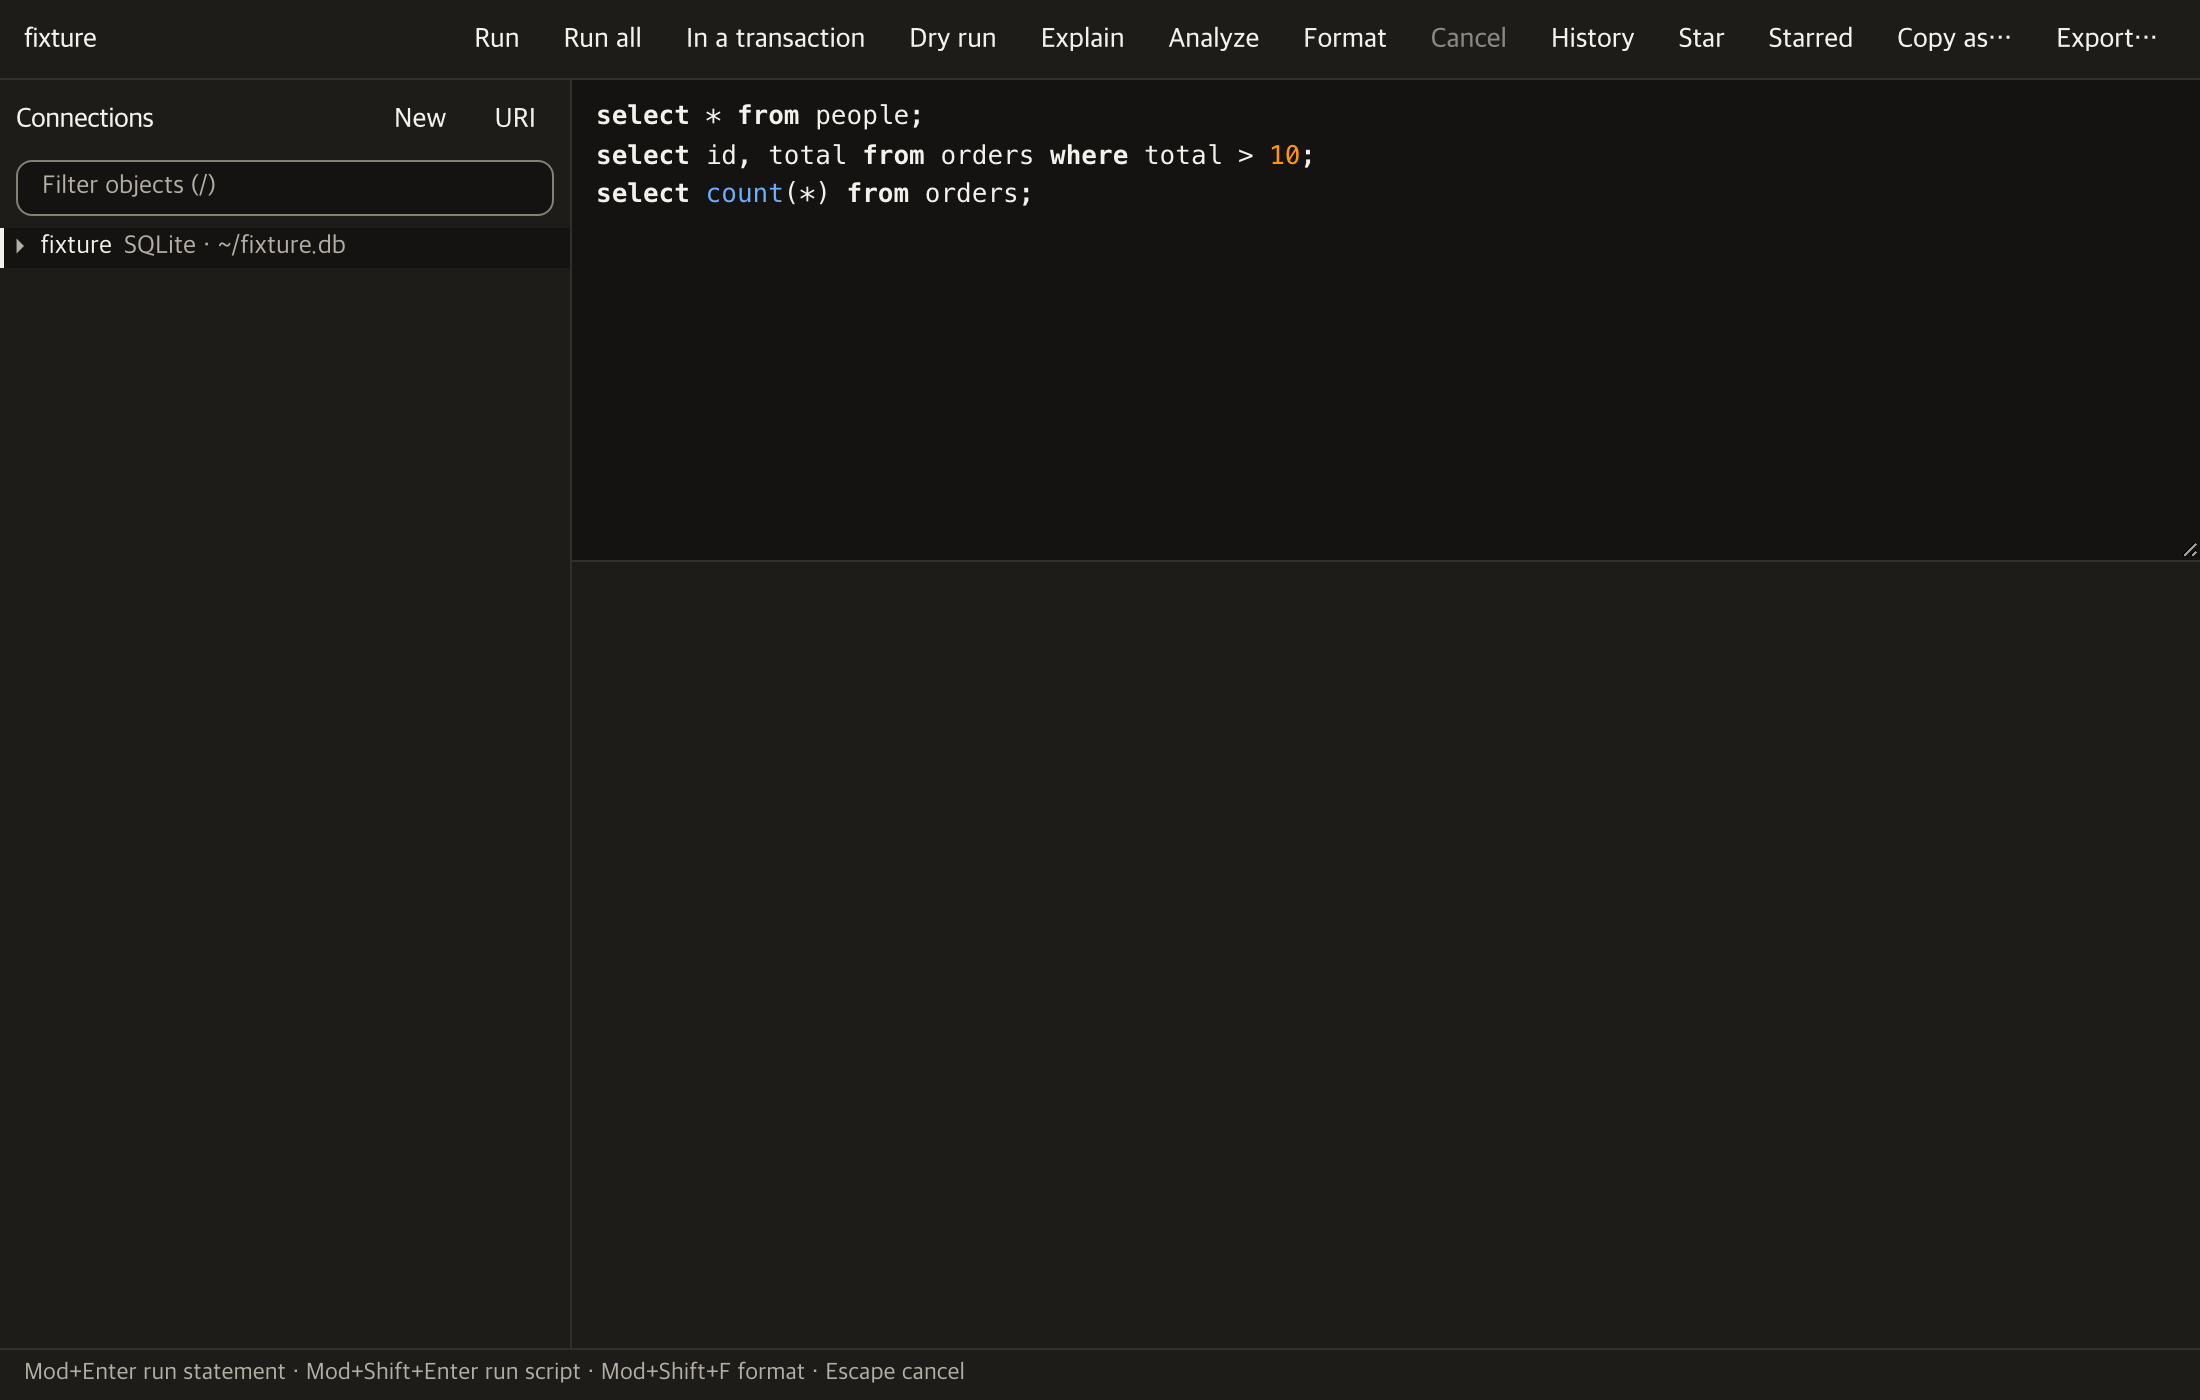 fixture Run Run all In a transaction Dry run Explain Analyze Format Cancel History Star Starred Copy as… Export…
Connections New URI
Filter objects (/)
fixture SQLite · ~/fixture.db
select * from people;
select id, total from orders where total > 10;
select count(*) from orders;
Mod+Enter run statement · Mod+Shift+Enter run script · Mod+Shift+F format · Escape cancel